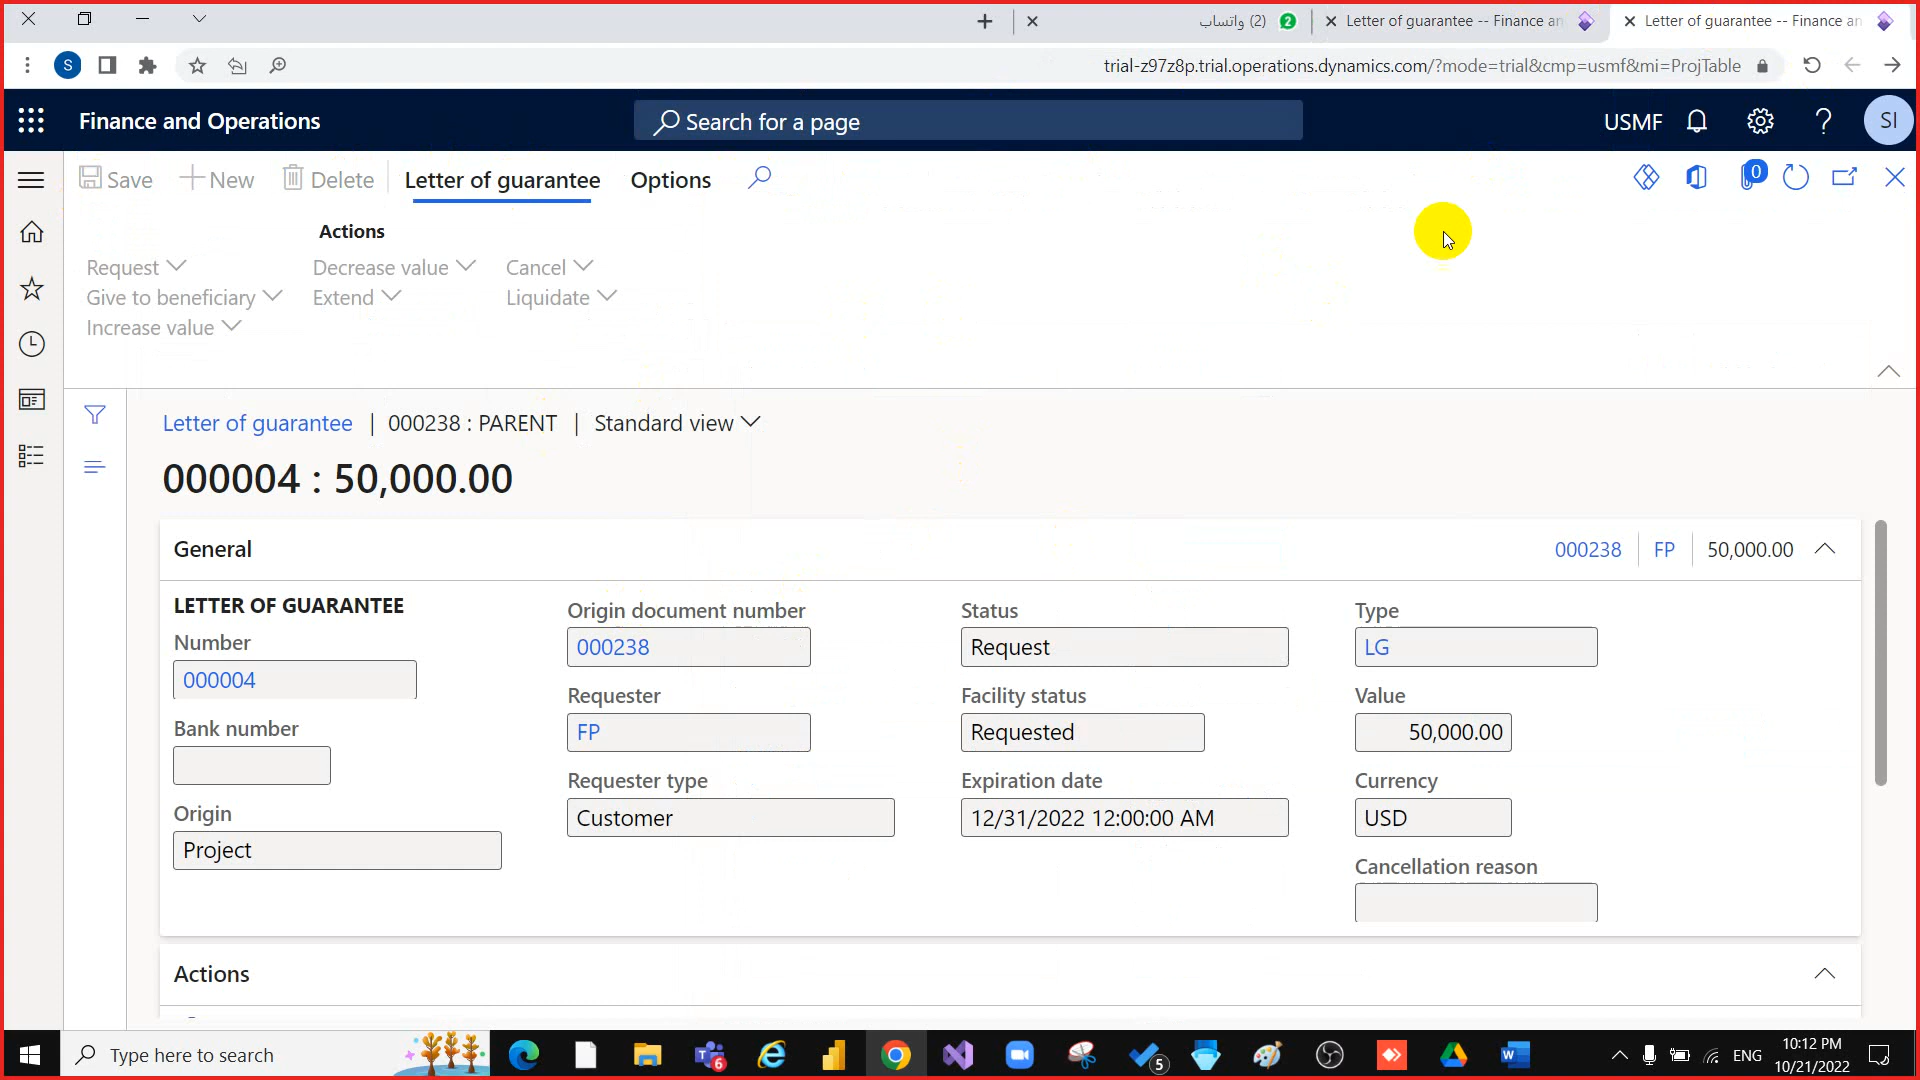 (2) واتساب
2
Letter of guarantee -- Finance an
Letter of guarantee -- Finance an
S
trial-z97z8p.trial.operations.dynamics.com/?mode=trial&cmp=usmf&mi=ProjTable
Finance and Operations
Search for a page
USMF
?
SI
Save
New
Delete
Letter of guarantee
Options
0
Actions
Request
Decrease value
Cancel
Give to beneficiary
Extend
Liquidate
Increase value
Letter of guarantee | 000238 : PARENT | Standard view
000004 : 50,000.00
General
000238 | FP | 50,000.00
LETTER OF GUARANTEE
Number
000004
Bank number
Origin
Project
Origin document number
000238
Requester
FP
Requester type
Customer
Status
Request
Facility status
Requested
Expiration date
12/31/2022 12:00:00 AM
Type
LG
Value
50,000.00
Currency
USD
Cancellation reason
Actions
Type here to search
6
5
ENG
10:12 PM
10/21/2022